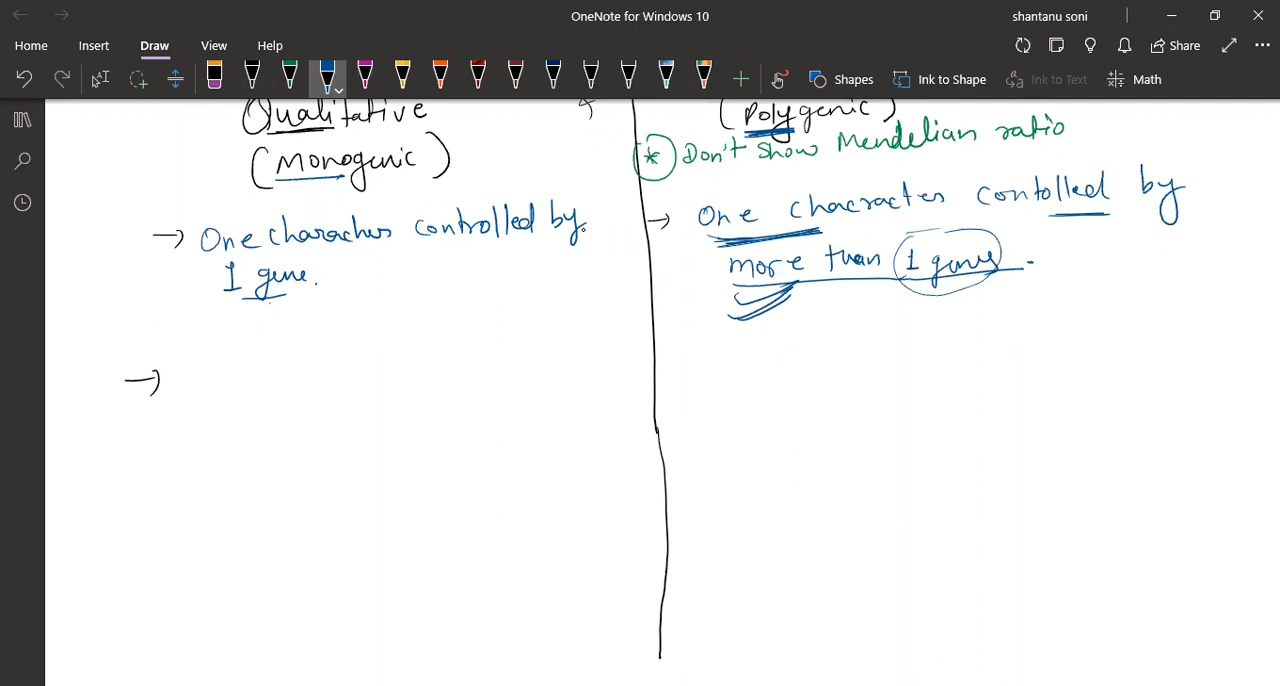 OneNote for Windows 10
shantanu soni
Home
Insert
Draw
View
Help
Share
Shapes
Ink to Shape
Ink to Text
Math
Qualitative
(Monogenic)
→ One character controlled by.
1 gene.
→
(Polygenic)
* Don't show Mendelian ratio
→ One character contolled by
more than 1 genes.